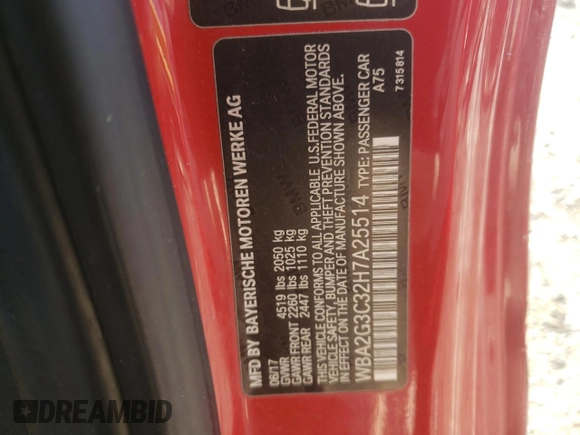 MFD BY BAYERISCHE MOTOREN WERKE AG
06/17
GVWR 4519 lbs 2050 kg
GAWR FRONT 2260 lbs 1025 kg
GAWR REAR 2447 lbs 1110 kg
THIS VEHICLE CONFORMS TO ALL APPLICABLE U.S.FEDERAL MOTOR
VEHICLE SAFETY, BUMPER AND THEFT PREVENTION STANDARDS
IN EFFECT ON THE DATE OF MANUFACTURE SHOWN ABOVE.
WBA2G3C32H7A25514 TYPE: PASSENGER CAR
A75
7315814
DREAMBID